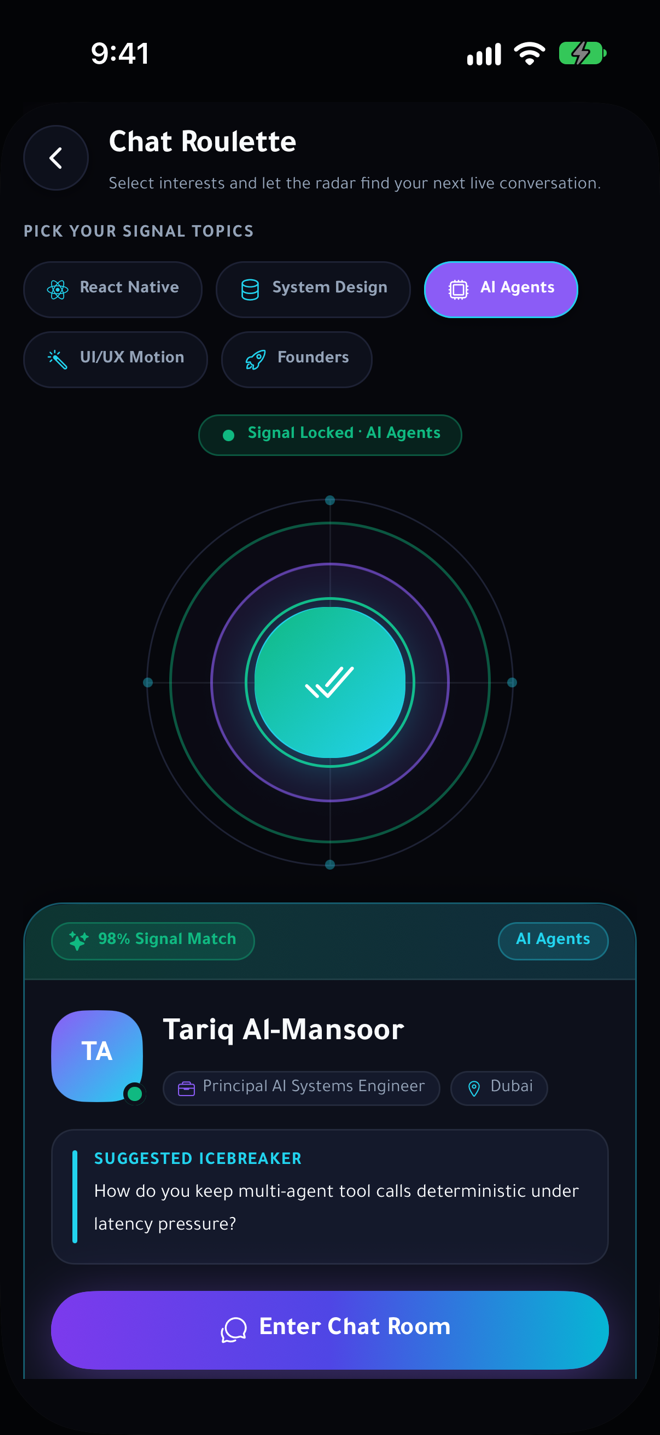 9:41
Chat Roulette
Select interests and let the radar find your next live conversation.
PICK YOUR SIGNAL TOPICS
React Native
System Design
AI Agents
UI/UX Motion
Founders
Signal Locked · AI Agents
98% Signal Match
AI Agents
TA
Tariq Al-Mansoor
Principal AI Systems Engineer
Dubai
SUGGESTED ICEBREAKER
How do you keep multi-agent tool calls deterministic under
latency pressure?
Enter Chat Room